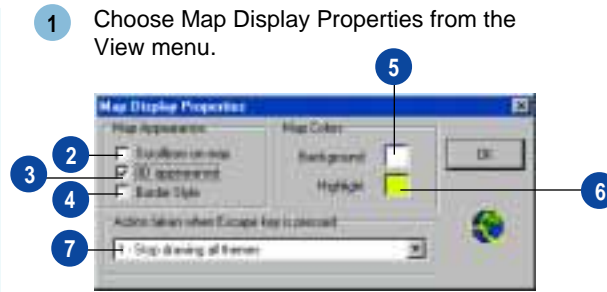 1 Choose Map Display Properties from the
View menu.
5
Map Display Properties
Map Appearance
Map Colors
2 Scrollbars on map
Background
OK
3 3D appearance
4 Border Style
Highlight
6
Action taken when Escape key is pressed
7 1 - Stop drawing all themes